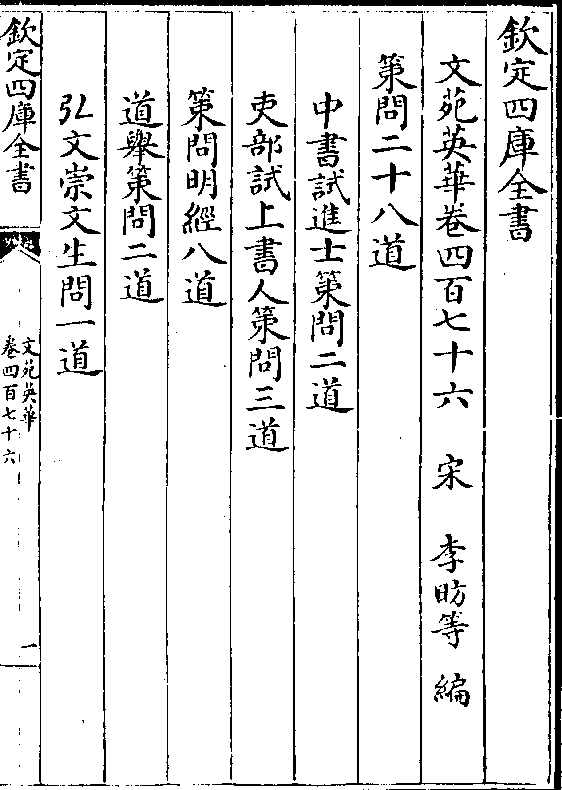 欽定四庫全書
文苑英華卷四百七十六 宋 李昉等 編
策問二十八道
中書試進士策問二道
吏部試上書人策問三道
策問明經八道
道舉策問二道
弘文崇文生問一道
欽定四庫全書
文苑英華
卷四百七十六
一